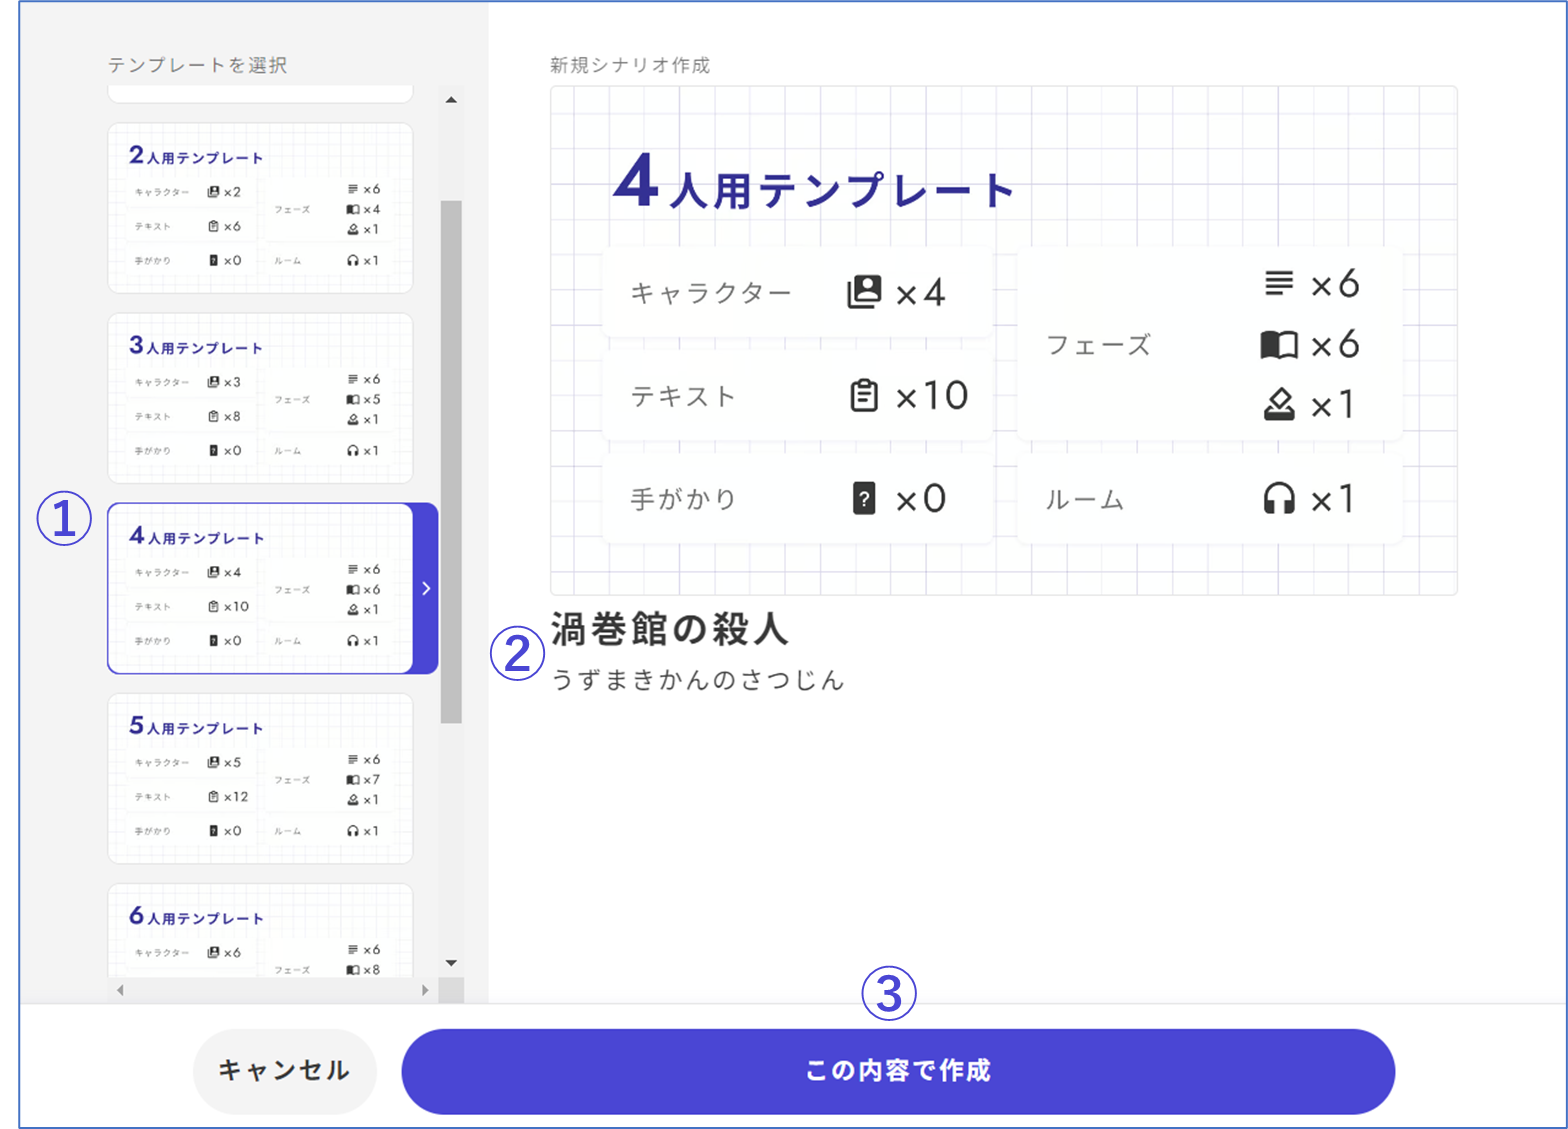 テンプレートを選択
2人用テンプレート
キャラクター ×2
テキスト ×6
手がかり ? ×0
フェーズ ×6
×4
×1
ルーム ×1
3人用テンプレート
キャラクター ×3
テキスト ×8
手がかり ? ×0
フェーズ ×6
×5
×1
ルーム ×1
①
4人用テンプレート
キャラクター ×4
テキスト ×10
手がかり ? ×0
フェーズ ×6
×6
×1
ルーム ×1
5人用テンプレート
キャラクター ×5
テキスト ×12
手がかり ? ×0
フェーズ ×6
×7
×1
ルーム ×1
6人用テンプレート
キャラクター ×6
フェーズ ×6
×8
新規シナリオ作成
4人用テンプレート
キャラクター ×4
テキスト ×10
手がかり ? ×0
フェーズ ×6
×6
×1
ルーム ×1
②
渦巻館の殺人
うずまきかんのさつじん
③
キャンセル
この内容で作成